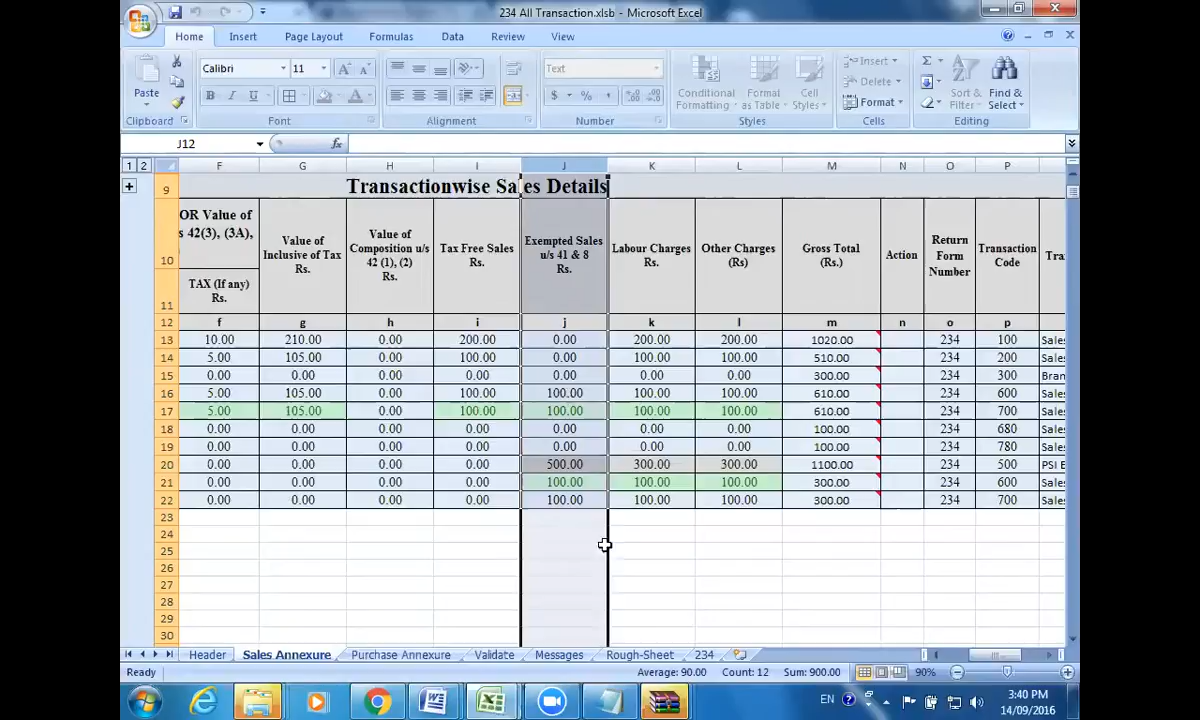 234 All Transaction.xlsb - Microsoft Excel
Home Insert Page Layout Formulas Data Review View
Paste
Calibri 11
B I U
Text
$ % ,
Conditional Formatting
Format as Table
Cell Styles
Insert
Delete
Format
Sort & Filter
Find & Select
Clipboard Font Alignment Number Styles Cells Editing
J12 fx
1 2 F G H I J K L M N O P
9 Transactionwise Sales Details
10 11
OR Value of
s 42(3), (3A),
TAX (If any)
Rs.
Value of
Inclusive of Tax
Rs.
Value of
Composition u/s
42 (1), (2)
Rs.
Tax Free Sales
Rs.
Exempted Sales
u/s 41 & 8
Rs.
Labour Charges
Rs.
Other Charges
(Rs)
Gross Total
(Rs.)
Action
Return
Form
Number
Transaction
Code
Tra
12 f g h i j k l m n o p
13 10.00 210.00 0.00 200.00 0.00 200.00 200.00 1020.00 234 100 Sales
14 5.00 105.00 0.00 100.00 0.00 100.00 100.00 510.00 234 200 Sales
15 0.00 0.00 0.00 0.00 0.00 0.00 0.00 300.00 234 300 Bran
16 5.00 105.00 0.00 100.00 100.00 100.00 100.00 610.00 234 600 Sales
17 5.00 105.00 0.00 100.00 100.00 100.00 100.00 610.00 234 700 Sales
18 0.00 0.00 0.00 0.00 0.00 0.00 0.00 100.00 234 680 Sales
19 0.00 0.00 0.00 0.00 0.00 0.00 0.00 100.00 234 780 Sales
20 0.00 0.00 0.00 0.00 500.00 300.00 300.00 1100.00 234 500 PSI E
21 0.00 0.00 0.00 0.00 100.00 100.00 100.00 300.00 234 600 Sales
22 0.00 0.00 0.00 0.00 100.00 100.00 100.00 300.00 234 700 Sales
23
24
25
26
27
28
29
30
Header Sales Annexure Purchase Annexure Validate Messages Rough-Sheet 234
Ready Average: 90.00 Count: 12 Sum: 900.00 90%
EN 3:40 PM
14/09/2016